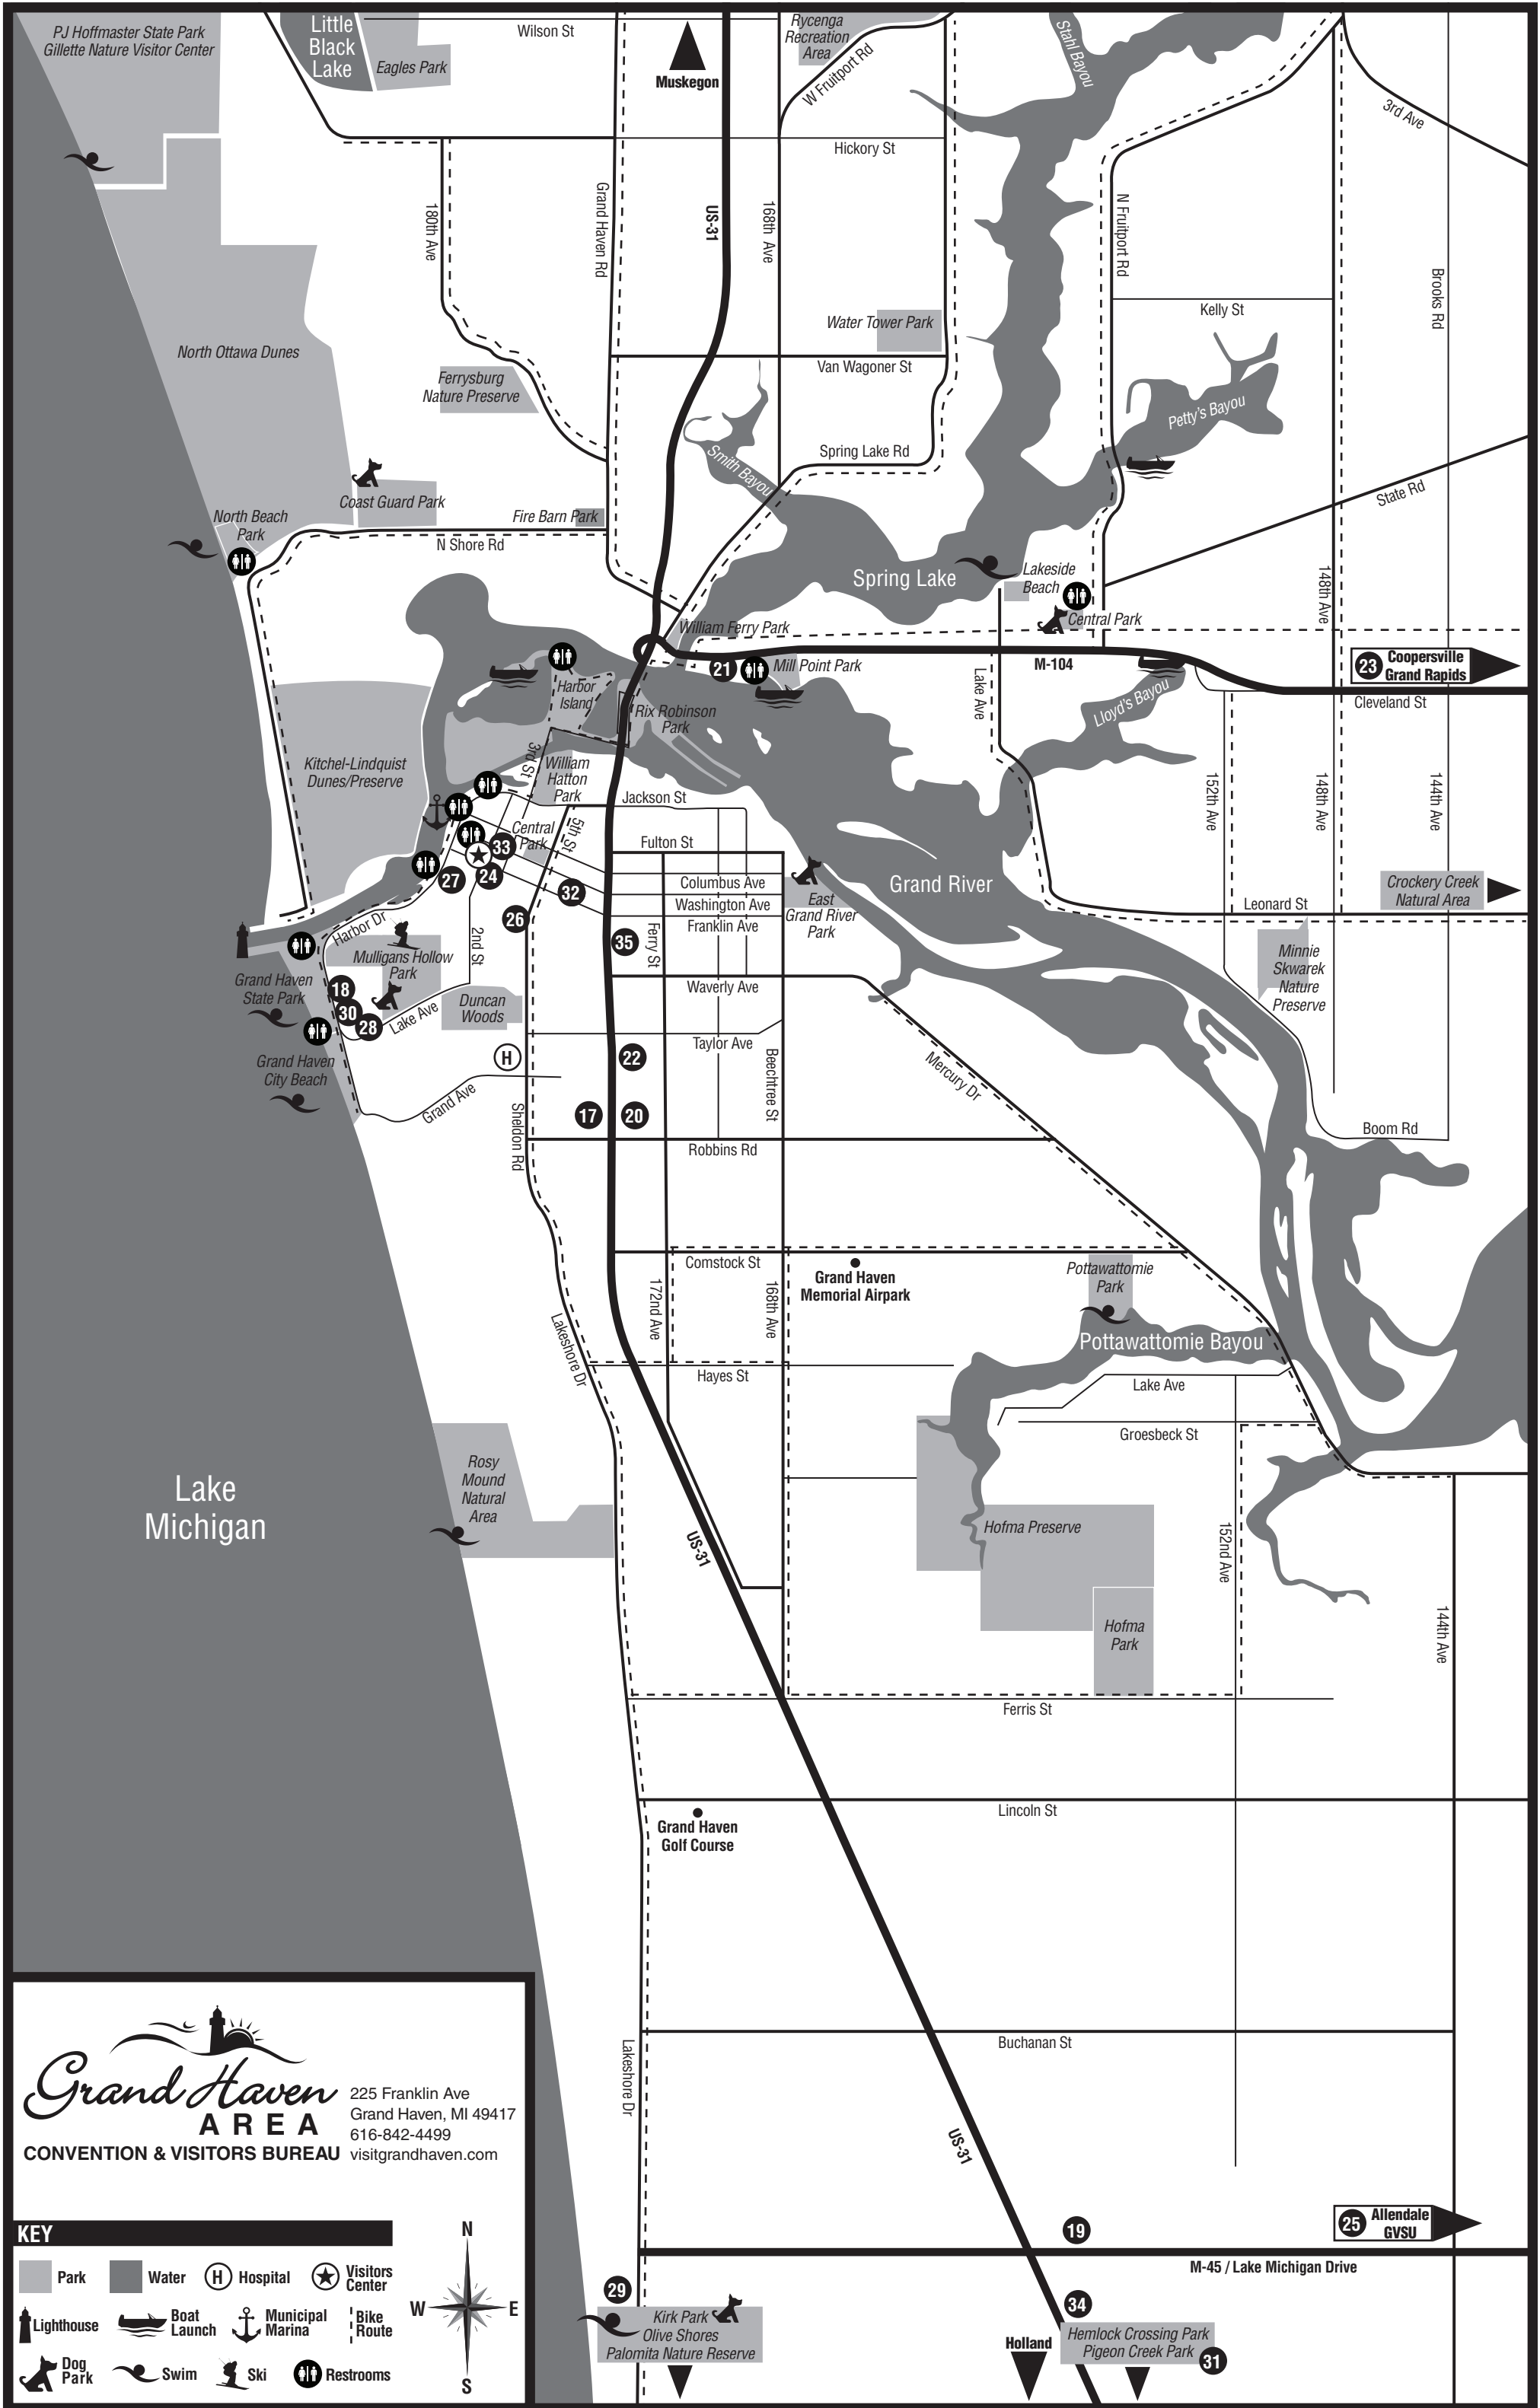 PJ Hoffmaster State Park
Gillette Nature Visitor Center
Little
Black
Lake
Eagles Park
Wilson St
Muskegon
Rycenga
Recreation
Area
W Fruitport Rd
Stahl Bayou
3rd Ave
Hickory St
180th Ave
Grand Haven Rd
US-31
168th Ave
N Fruitport Rd
Brooks Rd
Kelly St
Water Tower Park
Van Wagoner St
North Ottawa Dunes
Ferrysburg
Nature Preserve
Petty's Bayou
Smith Bayou
Spring Lake Rd
State Rd
Coast Guard Park
North Beach
Park
Fire Barn Park
N Shore Rd
Spring Lake
Lakeside
Beach
148th Ave
Central Park
William Ferry Park
21
Mill Point Park
M-104
23
Coopersville
Grand Rapids
Cleveland St
Lake Ave
Lloyd's Bayou
Harbor
Island
Rix Robinson
Park
Kitchel-Lindquist
Dunes/Preserve
3rd St
William
Hatton
Park
Jackson St
152th Ave
148th Ave
144th Ave
Central
Park
5th St
33
27
24
32
26
Fulton St
Columbus Ave
Washington Ave
Franklin Ave
Ferry St
35
East
Grand River
Park
Grand River
Crockery Creek
Natural Area
Leonard St
Harbor Dr
Mulligans Hollow
Park
2nd St
Grand Haven
State Park
18
30
28
Lake Ave
Duncan
Woods
Waverly Ave
Minnie
Skwarek
Nature
Preserve
Taylor Ave
H
22
Grand Haven
City Beach
Grand Ave
Beechtree St
Mercury Dr
17
20
Sheldon Rd
Robbins Rd
Boom Rd
Comstock St
Grand Haven
Memorial Airpark
Pottawattomie
Park
172nd Ave
168th Ave
Lakeshore Dr
Pottawattomie Bayou
Hayes St
Lake Ave
Groesbeck St
Rosy
Mound
Natural
Area
Lake
Michigan
US-31
Hofma Preserve
152nd Ave
Hofma
Park
144th Ave
Ferris St
Lincoln St
Grand Haven
Golf Course
Buchanan St
Lakeshore Dr
US-31
19
25
Allendale
GVSU
M-45 / Lake Michigan Drive
29
34
Kirk Park
Olive Shores
Palomita Nature Reserve
Holland
Hemlock Crossing Park
Pigeon Creek Park
31
Grand Haven
AREA
CONVENTION & VISITORS BUREAU
225 Franklin Ave
Grand Haven, MI 49417
616-842-4499
visitgrandhaven.com
KEY
Park
Water
H
Hospital
Visitors
Center
Lighthouse
Boat
Launch
Municipal
Marina
Bike
Route
Dog
Park
Swim
Ski
Restrooms
N
W
E
S